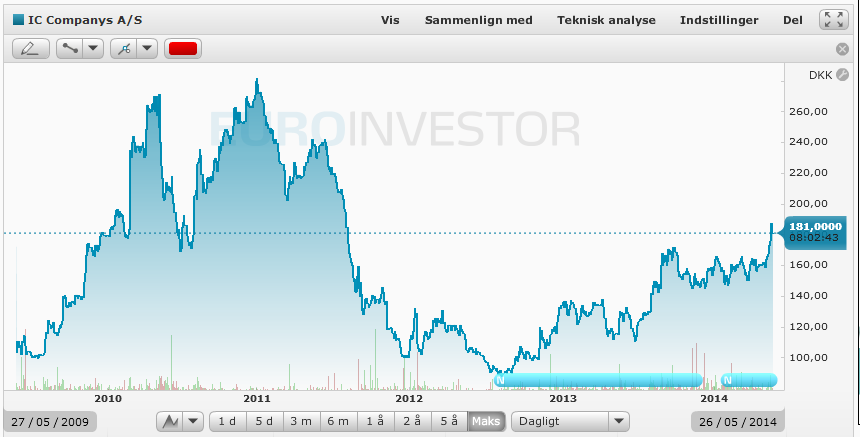 IC Companys A/S Vis Sammenlign med Teknisk analyse Indstillinger Del
DKK
EUROINVESTOR
260,00
240,00
220,00
200,00
181,0000
08:02:43
160,00
140,00
120,00
100,00
N N
2010 2011 2012 2013 2014
27 / 05 / 2009 1 d 5 d 3 m 6 m 1 å 2 å 5 å Maks Dagligt 26 / 05 / 2014